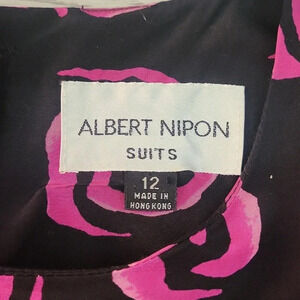 ALBERT NIPON
SUITS
12
MADE IN
HONG KONG